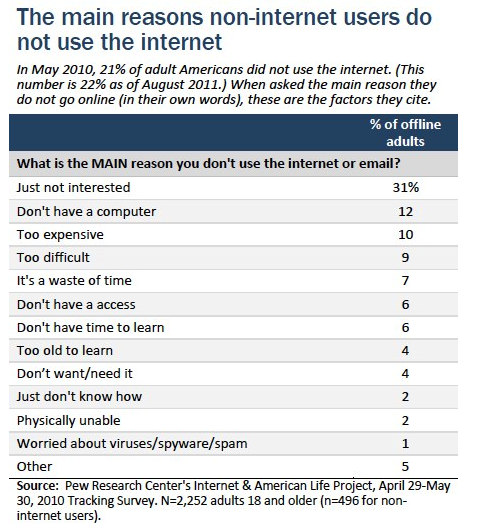 The main reasons non-internet users do
not use the internet
In May 2010, 21% of adult Americans did not use the internet. (This
number is 22% as of August 2011.) When asked the main reason they
do not go online (in their own words), these are the factors they cite.
% of offline
adults
What is the MAIN reason you don't use the internet or email?
Just not interested 31%
Don't have a computer 12
Too expensive 10
Too difficult 9
It's a waste of time 7
Don't have a access 6
Don't have time to learn 6
Too old to learn 4
Don’t want/need it 4
Just don't know how 2
Physically unable 2
Worried about viruses/spyware/spam 1
Other 5
Source: Pew Research Center's Internet & American Life Project, April 29-May
30, 2010 Tracking Survey. N=2,252 adults 18 and older (n=496 for non-
internet users).